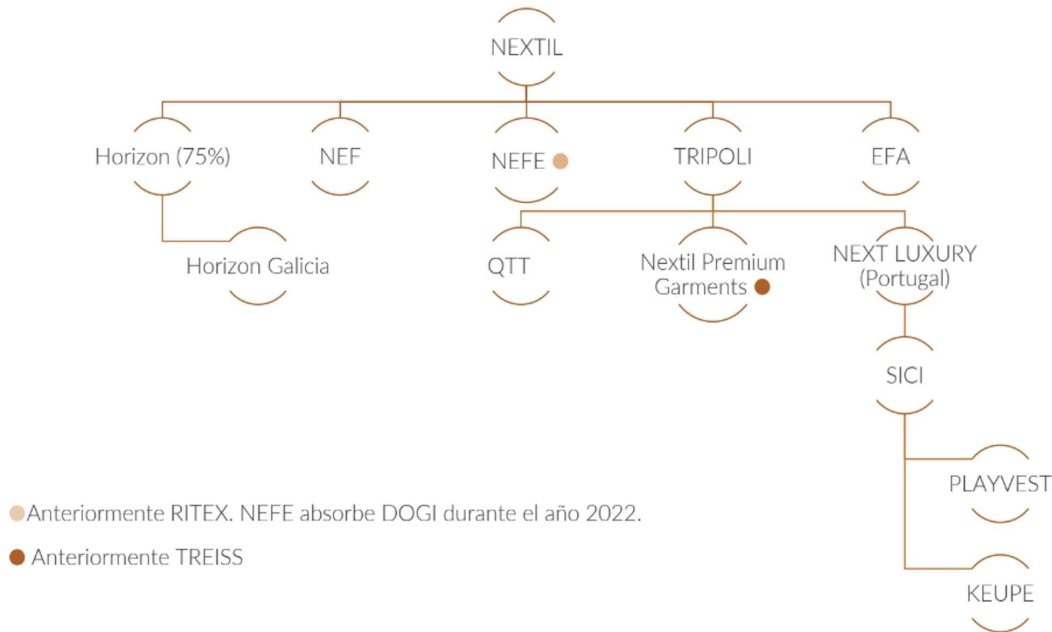 NEXTIL
Horizon (75%)
NEF
NEFE
TRIPOLI
EFA
Horizon Galicia
QTT
Nextil Premium
Garments
NEXT LUXURY
(Portugal)
SICI
PLAYVEST
KEUPE
Anteriormente RITEX. NEFE absorbe DOGI durante el año 2022.
Anteriormente TREISS